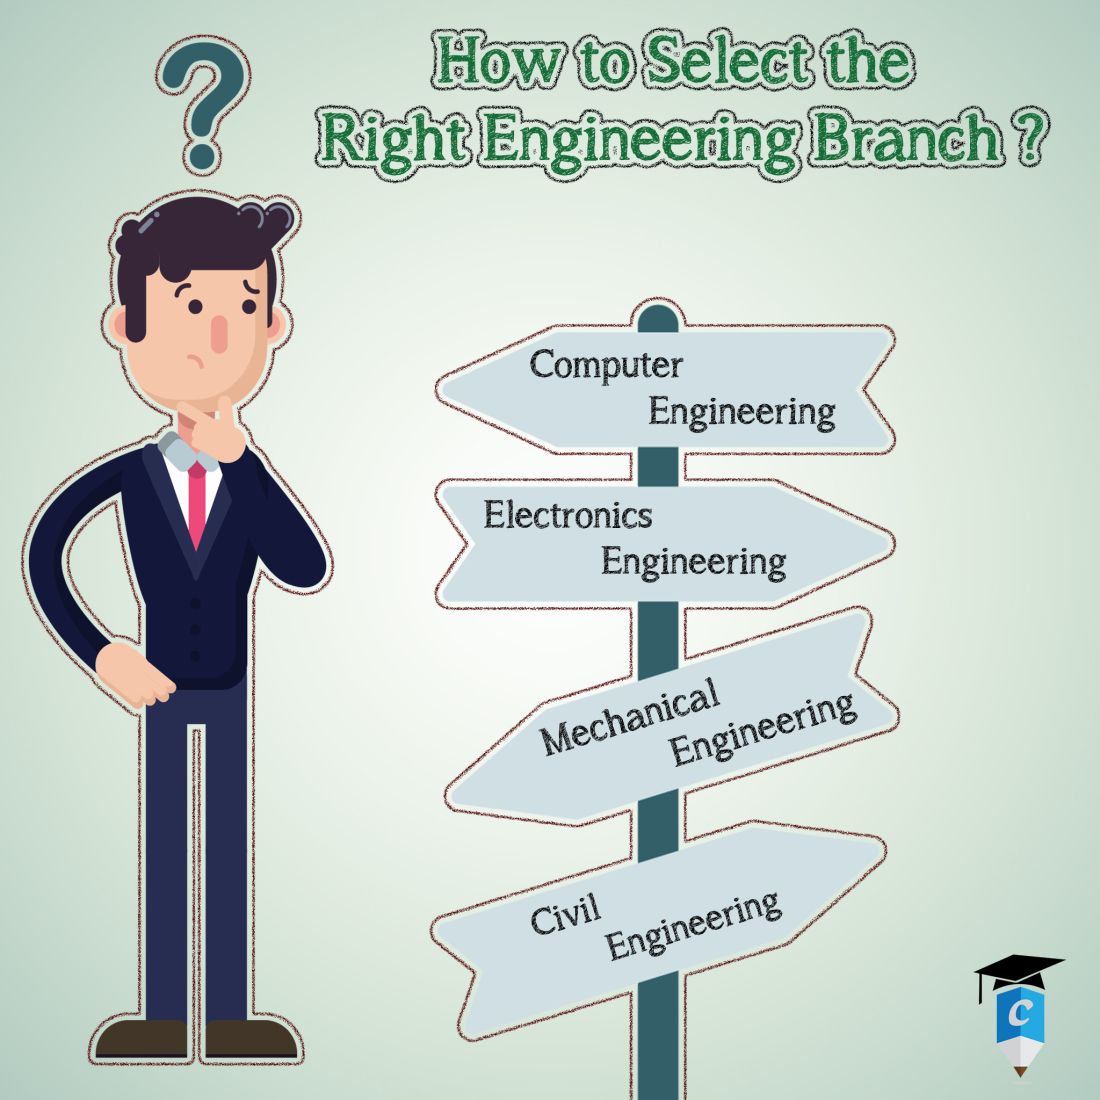 ?
How to Select the
Right Engineering Branch ?
Computer
Engineering
Electronics
Engineering
Mechanical
Engineering
Civil
Engineering
C